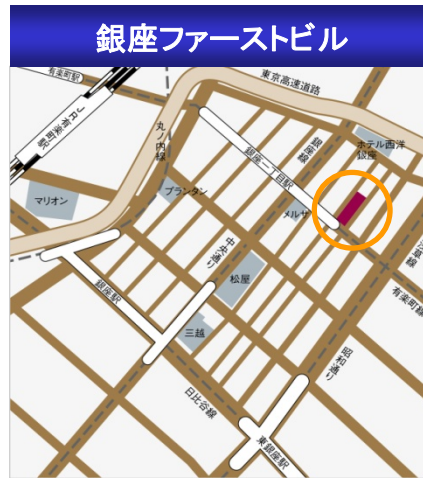 銀座ファーストビル
有楽町駅
東京高速道路
JR有楽町駅
丸ノ内線
銀座線
ホテル西洋
銀座
銀座一丁目駅
マリオン
プランタン
メルサ
中央通り
浅草線
松屋
有楽町線
銀座駅
三越
昭和通り
日比谷線
東銀座駅